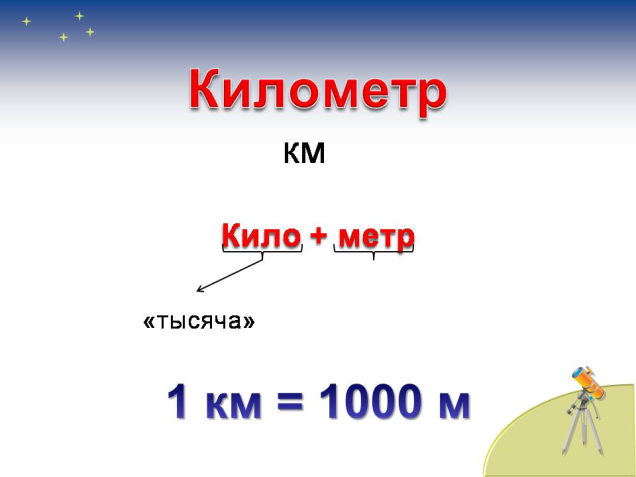 Километр
км
Кило + метр
«тысяча»
1 км = 1000 м